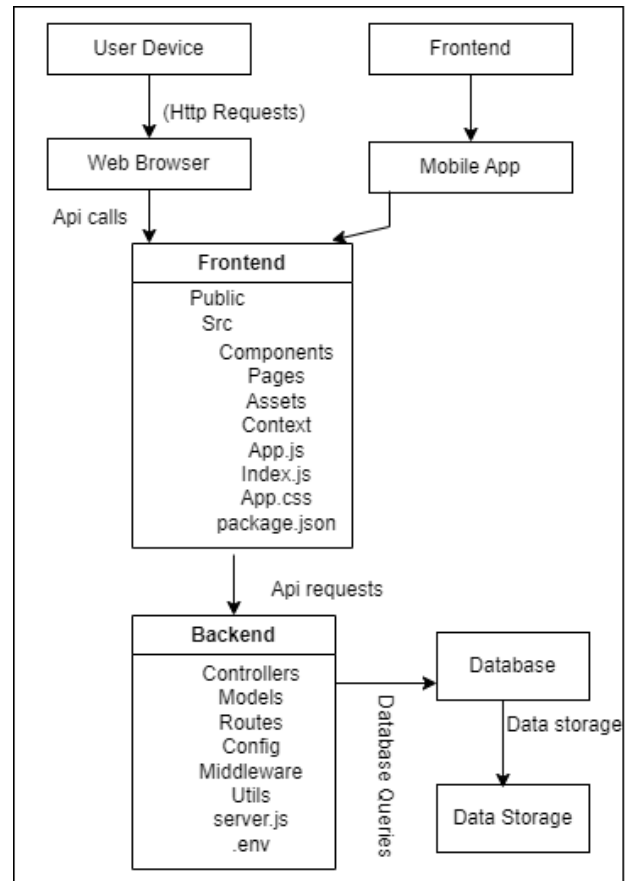 User Device
Frontend
(Http Requests)
Web Browser
Mobile App
Api calls
Frontend
Public
Src
Components
Pages
Assets
Context
App.js
Index.js
App.css
package.json
Api requests
Backend
Controllers
Models
Routes
Config
Middleware
Utils
server.js
.env
Database Queries
Database
Data storage
Data Storage